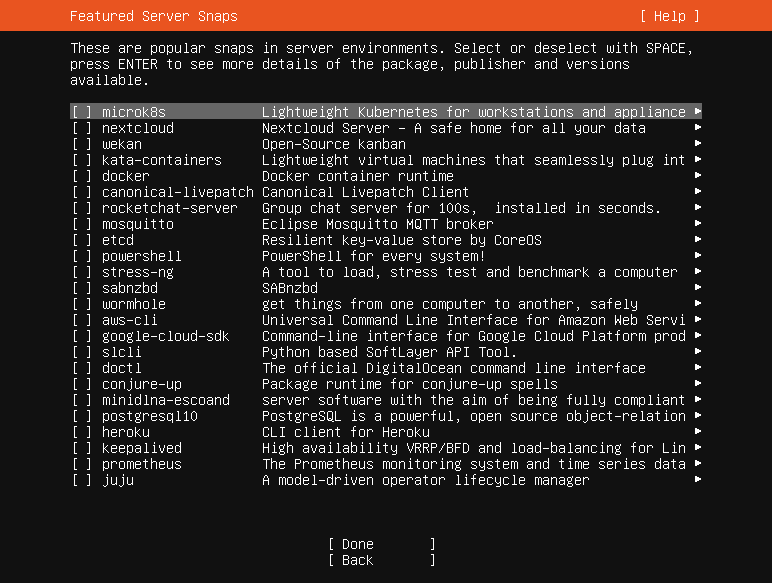 Featured Server Snaps [ Help ]
These are popular snaps in server environments. Select or deselect with SPACE,
press ENTER to see more details of the package, publisher and versions
available.
[ ] microk8s Lightweight Kubernetes for workstations and appliance ▸
[ ] nextcloud Nextcloud Server – A safe home for all your data ▸
[ ] wekan Open–Source kanban ▸
[ ] kata–containers Lightweight virtual machines that seamlessly plug int ▸
[ ] docker Docker container runtime ▸
[ ] canonical–livepatch Canonical Livepatch Client ▸
[ ] rocketchat–server Group chat server for 100s,  installed in seconds. ▸
[ ] mosquitto Eclipse Mosquitto MQTT broker ▸
[ ] etcd Resilient key–value store by CoreOS ▸
[ ] powershell PowerShell for every system! ▸
[ ] stress–ng A tool to load, stress test and benchmark a computer ▸
[ ] sabnzbd SABnzbd ▸
[ ] wormhole get things from one computer to another, safely ▸
[ ] aws–cli Universal Command Line Interface for Amazon Web Servi ▸
[ ] google–cloud–sdk Command–line interface for Google Cloud Platform prod ▸
[ ] slcli Python based SoftLayer API Tool. ▸
[ ] doctl The official DigitalOcean command line interface ▸
[ ] conjure–up Package runtime for conjure–up spells ▸
[ ] minidlna–escoand server software with the aim of being fully compliant ▸
[ ] postgresql10 PostgreSQL is a powerful, open source object–relation ▸
[ ] heroku CLI client for Heroku ▸
[ ] keepalived High availability VRRP/BFD and load–balancing for Lin ▸
[ ] prometheus The Prometheus monitoring system and time series data ▸
[ ] juju A model–driven operator lifecycle manager ▸
[ Done ]
[ Back ]